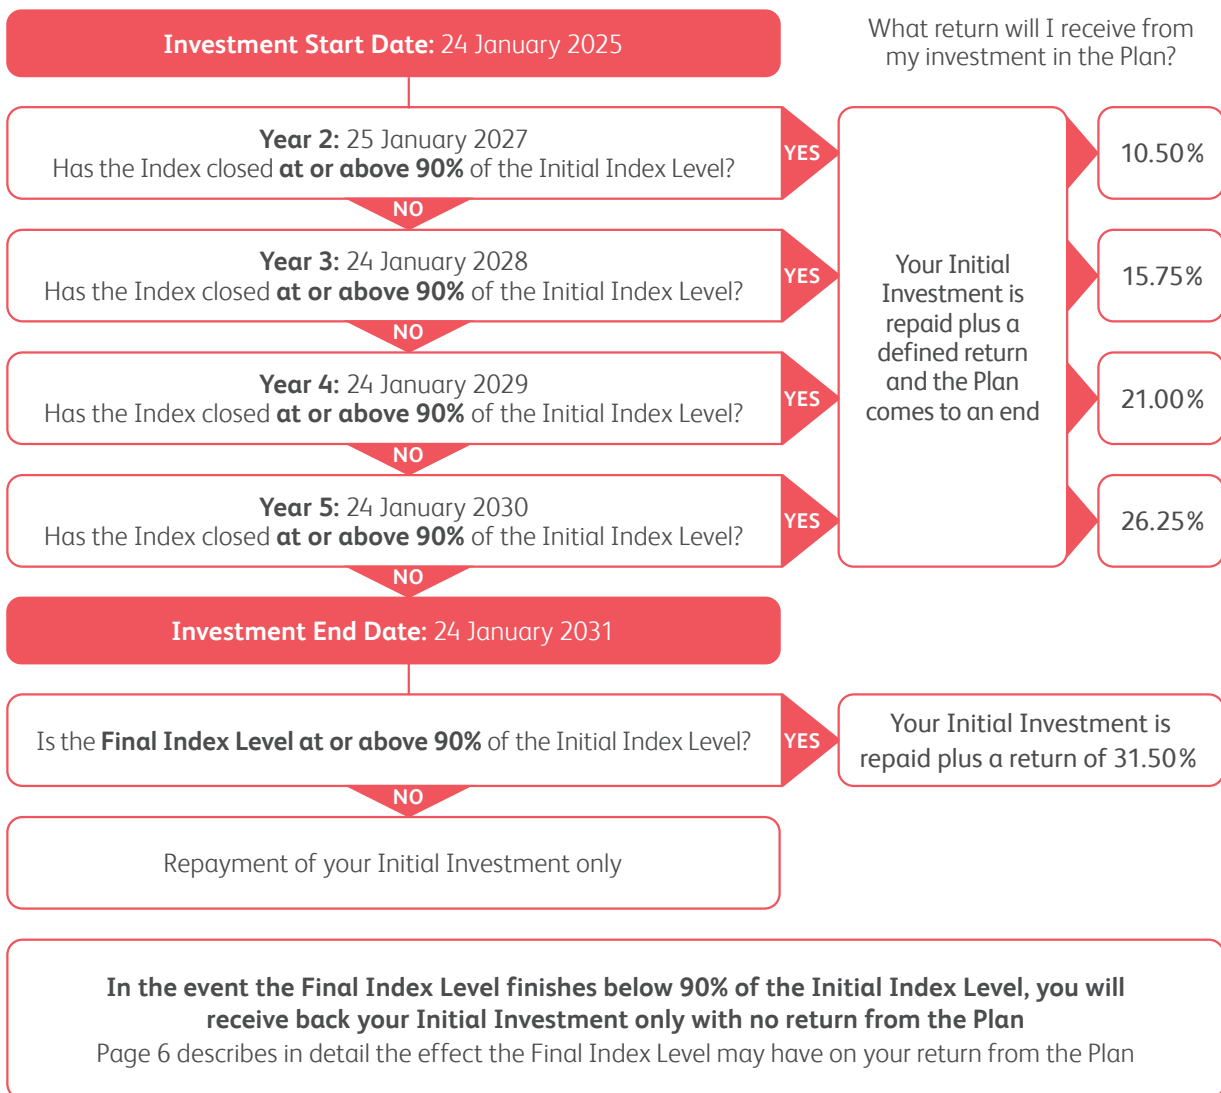 Investment Start Date: 24 January 2025
What return will I receive from
my investment in the Plan?
Year 2: 25 January 2027
Has the Index closed at or above 90% of the Initial Index Level?
YES
10.50%
NO
Year 3: 24 January 2028
Has the Index closed at or above 90% of the Initial Index Level?
YES
15.75%
NO
Year 4: 24 January 2029
Has the Index closed at or above 90% of the Initial Index Level?
YES
21.00%
NO
Year 5: 24 January 2030
Has the Index closed at or above 90% of the Initial Index Level?
YES
26.25%
NO
Your Initial
Investment is
repaid plus a
defined return
and the Plan
comes to an end
Investment End Date: 24 January 2031
Is the Final Index Level at or above 90% of the Initial Index Level?
YES
Your Initial Investment is
repaid plus a return of 31.50%
NO
Repayment of your Initial Investment only
In the event the Final Index Level finishes below 90% of the Initial Index Level, you will
receive back your Initial Investment only with no return from the Plan
Page 6 describes in detail the effect the Final Index Level may have on your return from the Plan